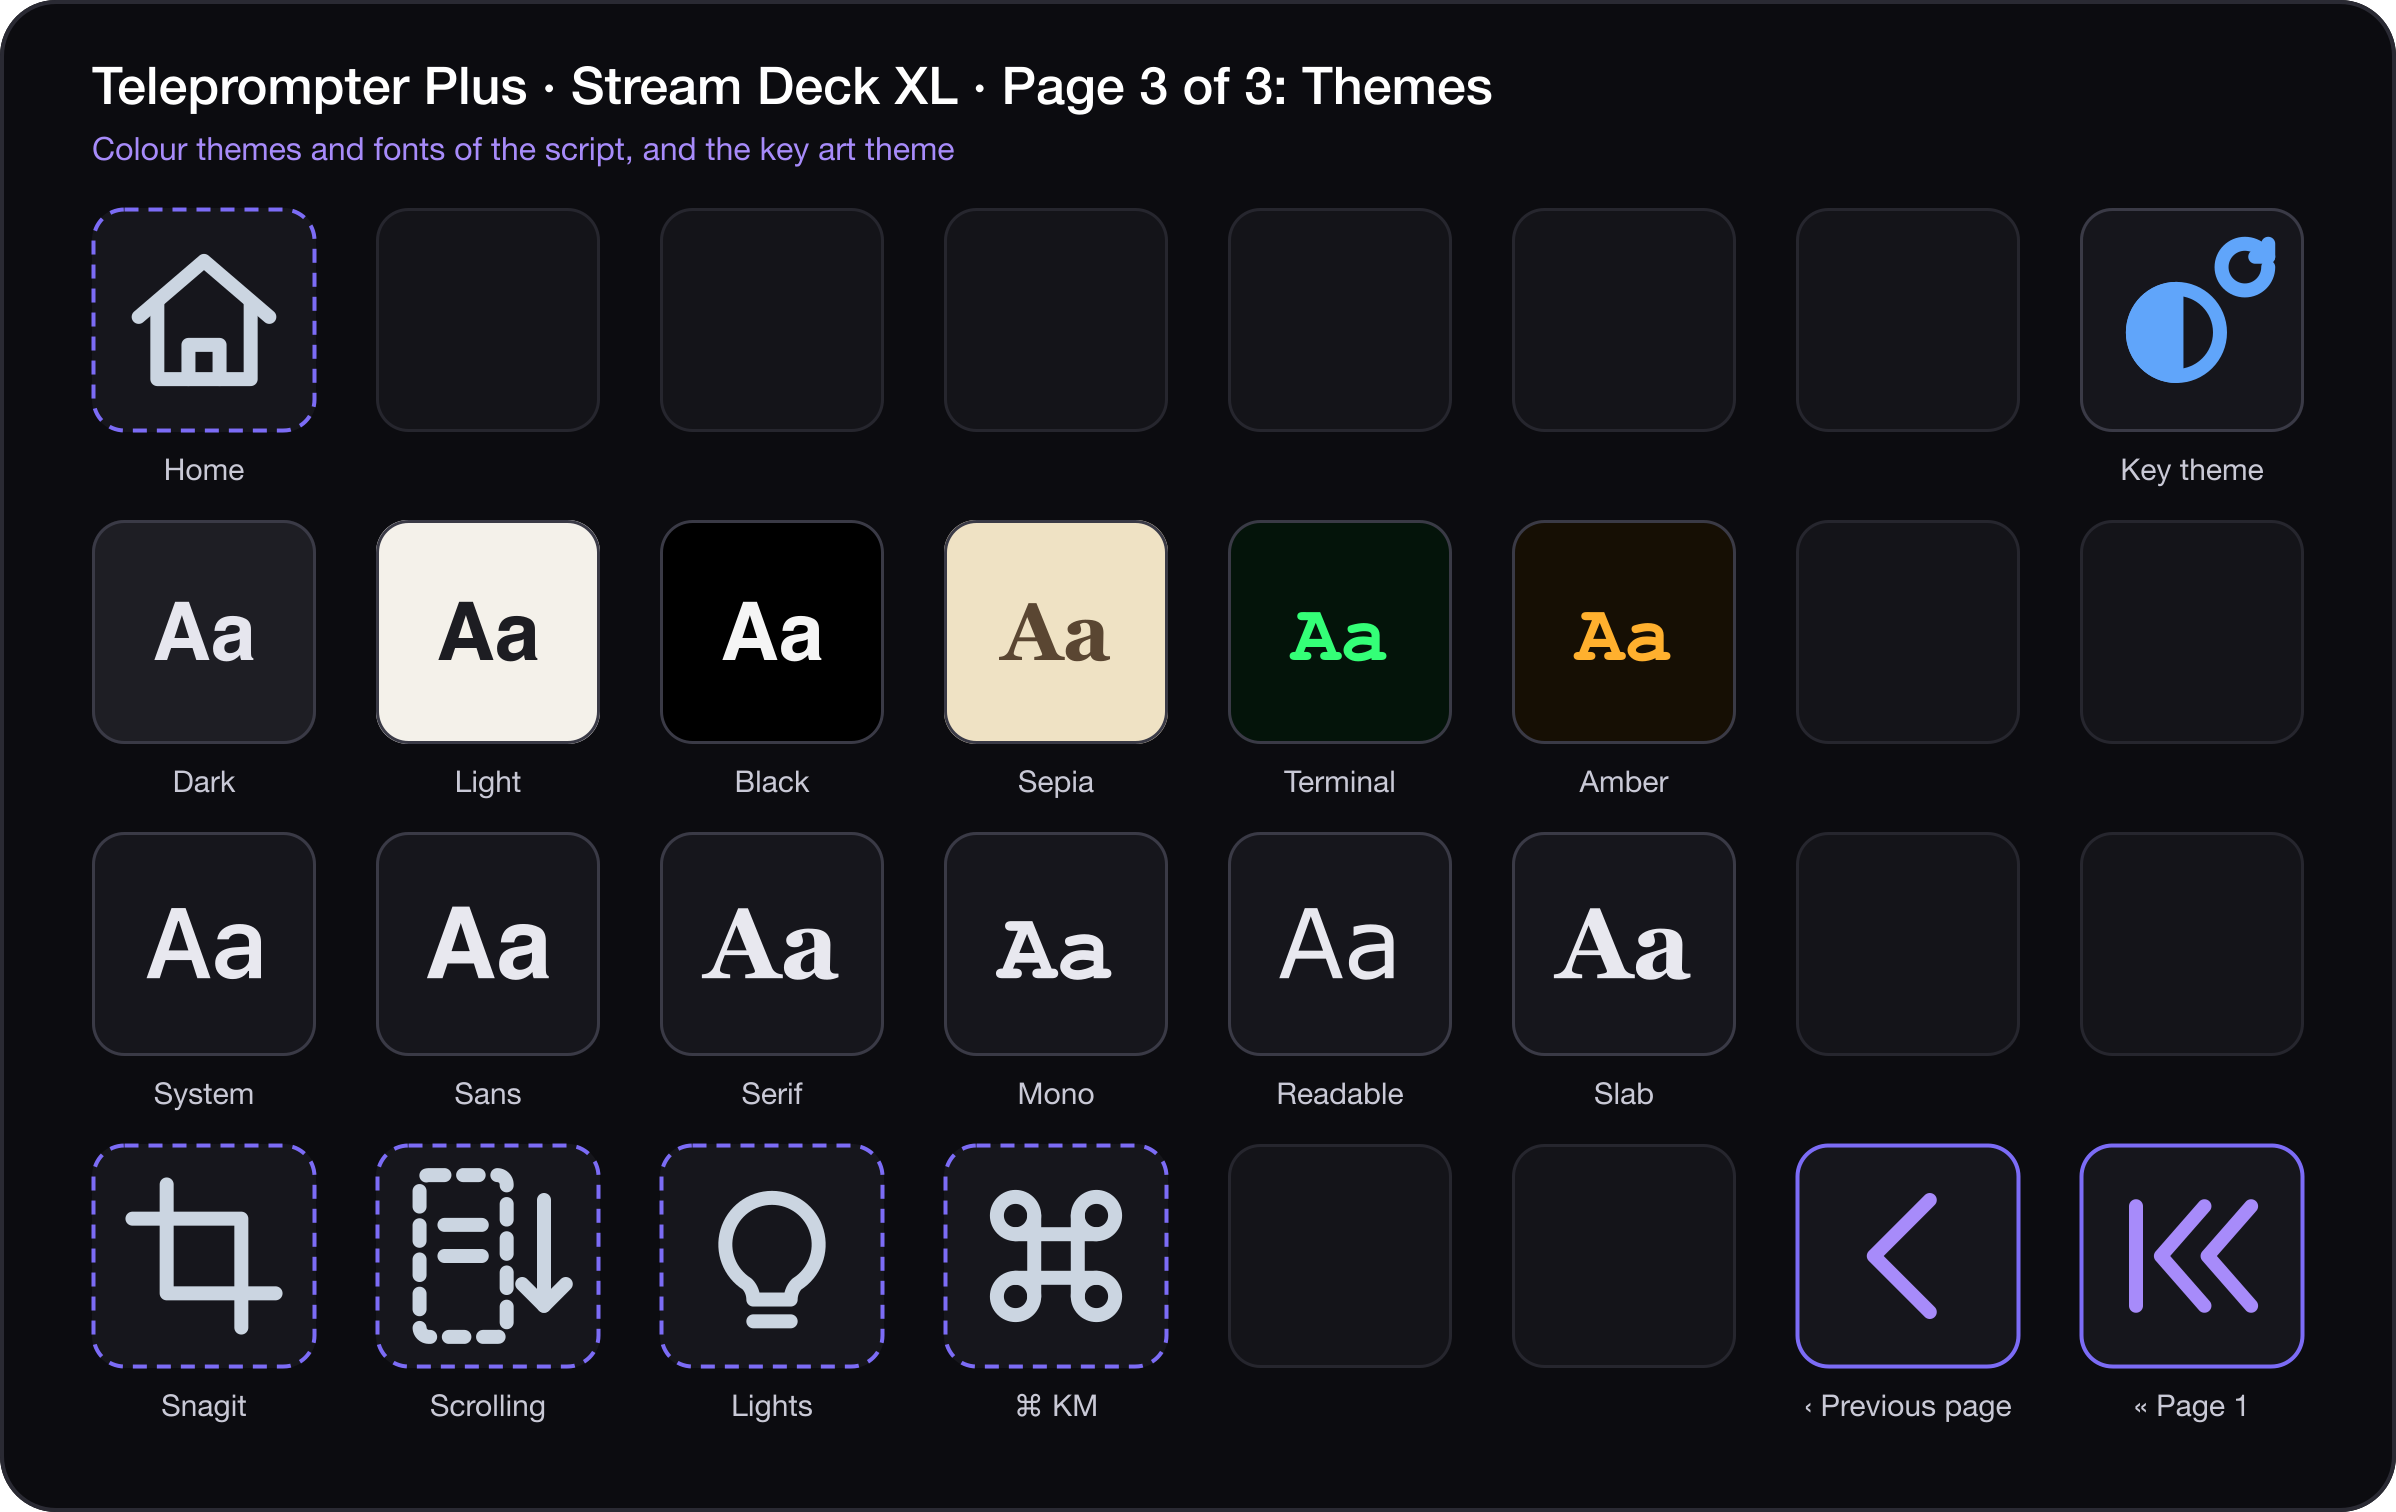 Teleprompter Plus · Stream Deck XL · Page 3 of 3: Themes
Colour themes and fonts of the script, and the key art theme
Home
Key theme
Aa
Aa
Aa
Aa
Aa
Aa
Dark
Light
Black
Sepia
Terminal
Amber
Aa
Aa
Aa
Aa
Aa
Aa
System
Sans
Serif
Mono
Readable
Slab
Snagit
Scrolling
Lights
⌘ KM
‹ Previous page
« Page 1